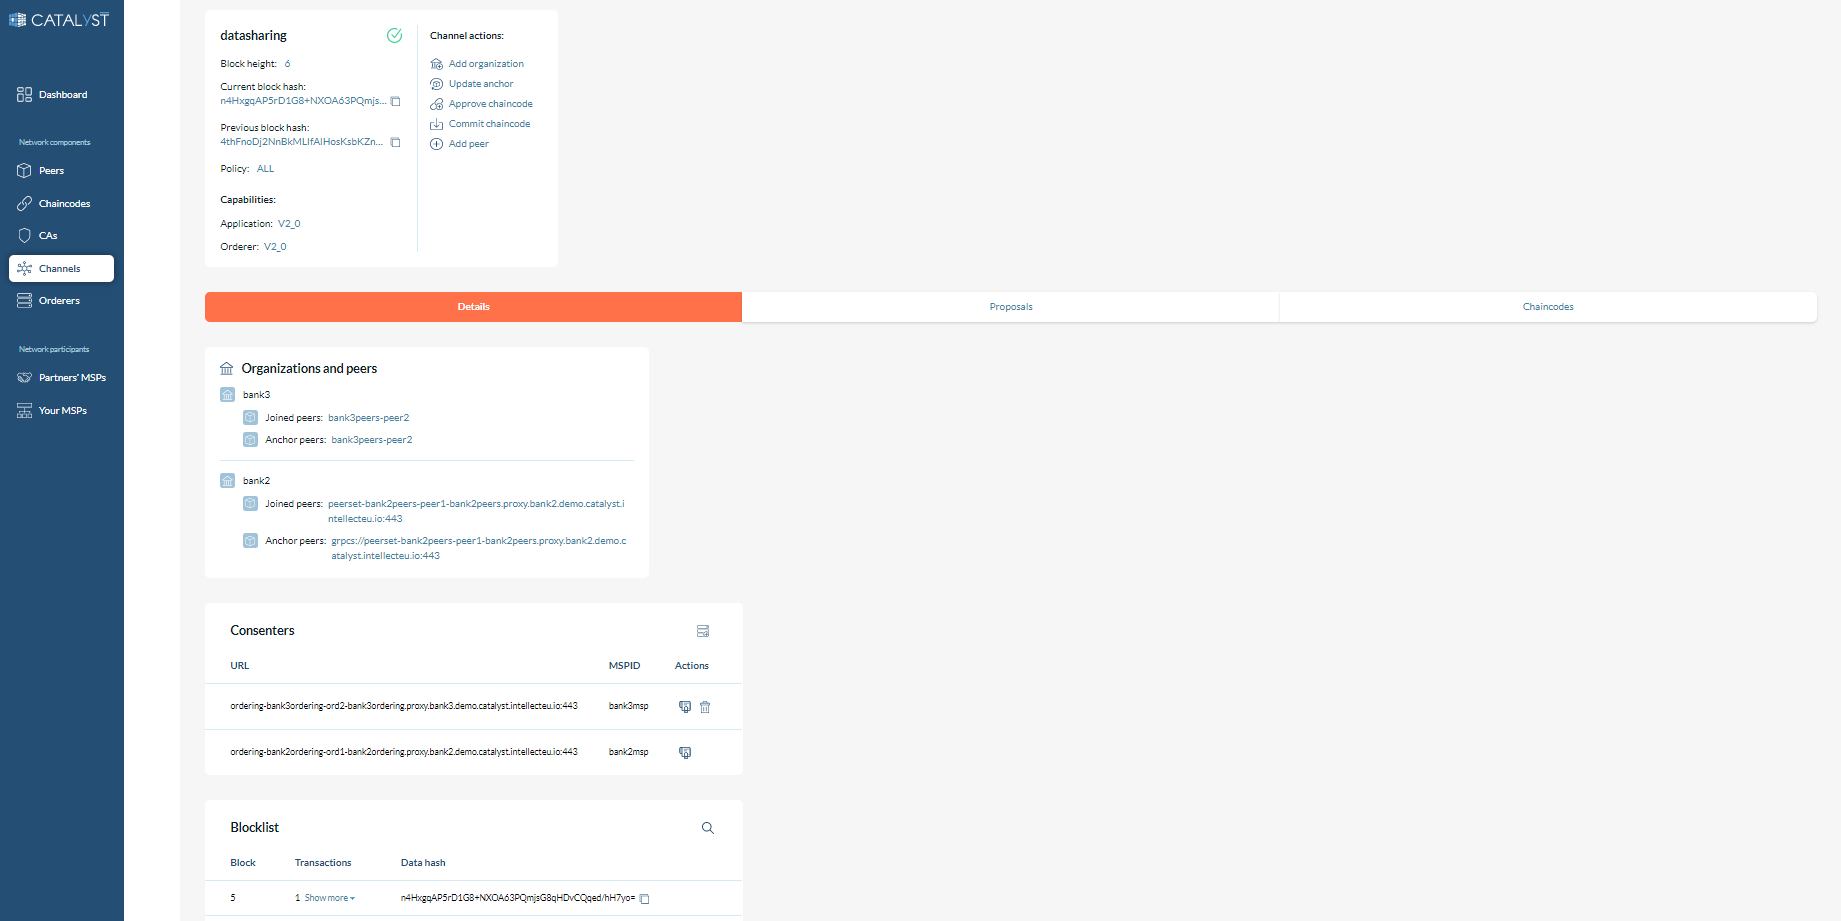 CATALYST
Dashboard
Network components
Peers
Chaincodes
CAs
Channels
Orderers
Network participants
Partners' MSPs
Your MSPs
datasharing
Block height: 6
Current block hash:
n4HxgqAP5rD1G8+NXOA63PQmjs...
Previous block hash:
4thFnoDj2NnBkMLIfAIHosKsbKZn...
Policy: ALL
Capabilities:
Application: V2_0
Orderer: V2_0
Channel actions:
Add organization
Update anchor
Approve chaincode
Commit chaincode
Add peer
Details
Proposals
Chaincodes
Organizations and peers
bank3
Joined peers: bank3peers-peer2
Anchor peers: bank3peers-peer2
bank2
Joined peers: peerset-bank2peers-peer1-bank2peers.proxy.bank2.demo.catalyst.i
ntellecteu.io:443
Anchor peers: grpcs://peerset-bank2peers-peer1-bank2peers.proxy.bank2.demo.c
atalyst.intellecteu.io:443
Consenters
URL MSPID Actions
ordering-bank3ordering-ord2-bank3ordering.proxy.bank3.demo.catalyst.intellecteu.io:443 bank3msp
ordering-bank2ordering-ord1-bank2ordering.proxy.bank2.demo.catalyst.intellecteu.io:443 bank2msp
Blocklist
Block Transactions Data hash
5 1 Show more n4HxgqAP5rD1G8+NXOA63PQmjsG8qHDvCQqed/hH7yo=